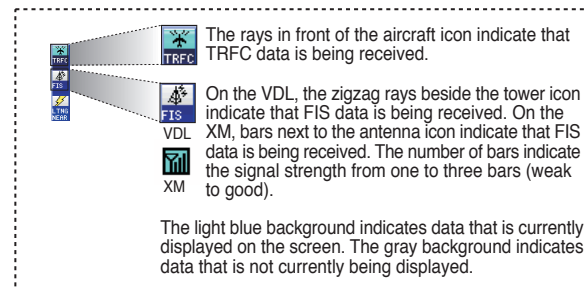 TRFC
FIS
LTNG
NEAR
TRFC
The rays in front of the aircraft icon indicate that
TRFC data is being received.
FIS
VDL
XM
On the VDL, the zigzag rays beside the tower icon
indicate that FIS data is being received. On the
XM, bars next to the antenna icon indicate that FIS
data is being received. The number of bars indicate
the signal strength from one to three bars (weak
to good).
The light blue background indicates data that is currently
displayed on the screen. The gray background indicates
data that is not currently being displayed.